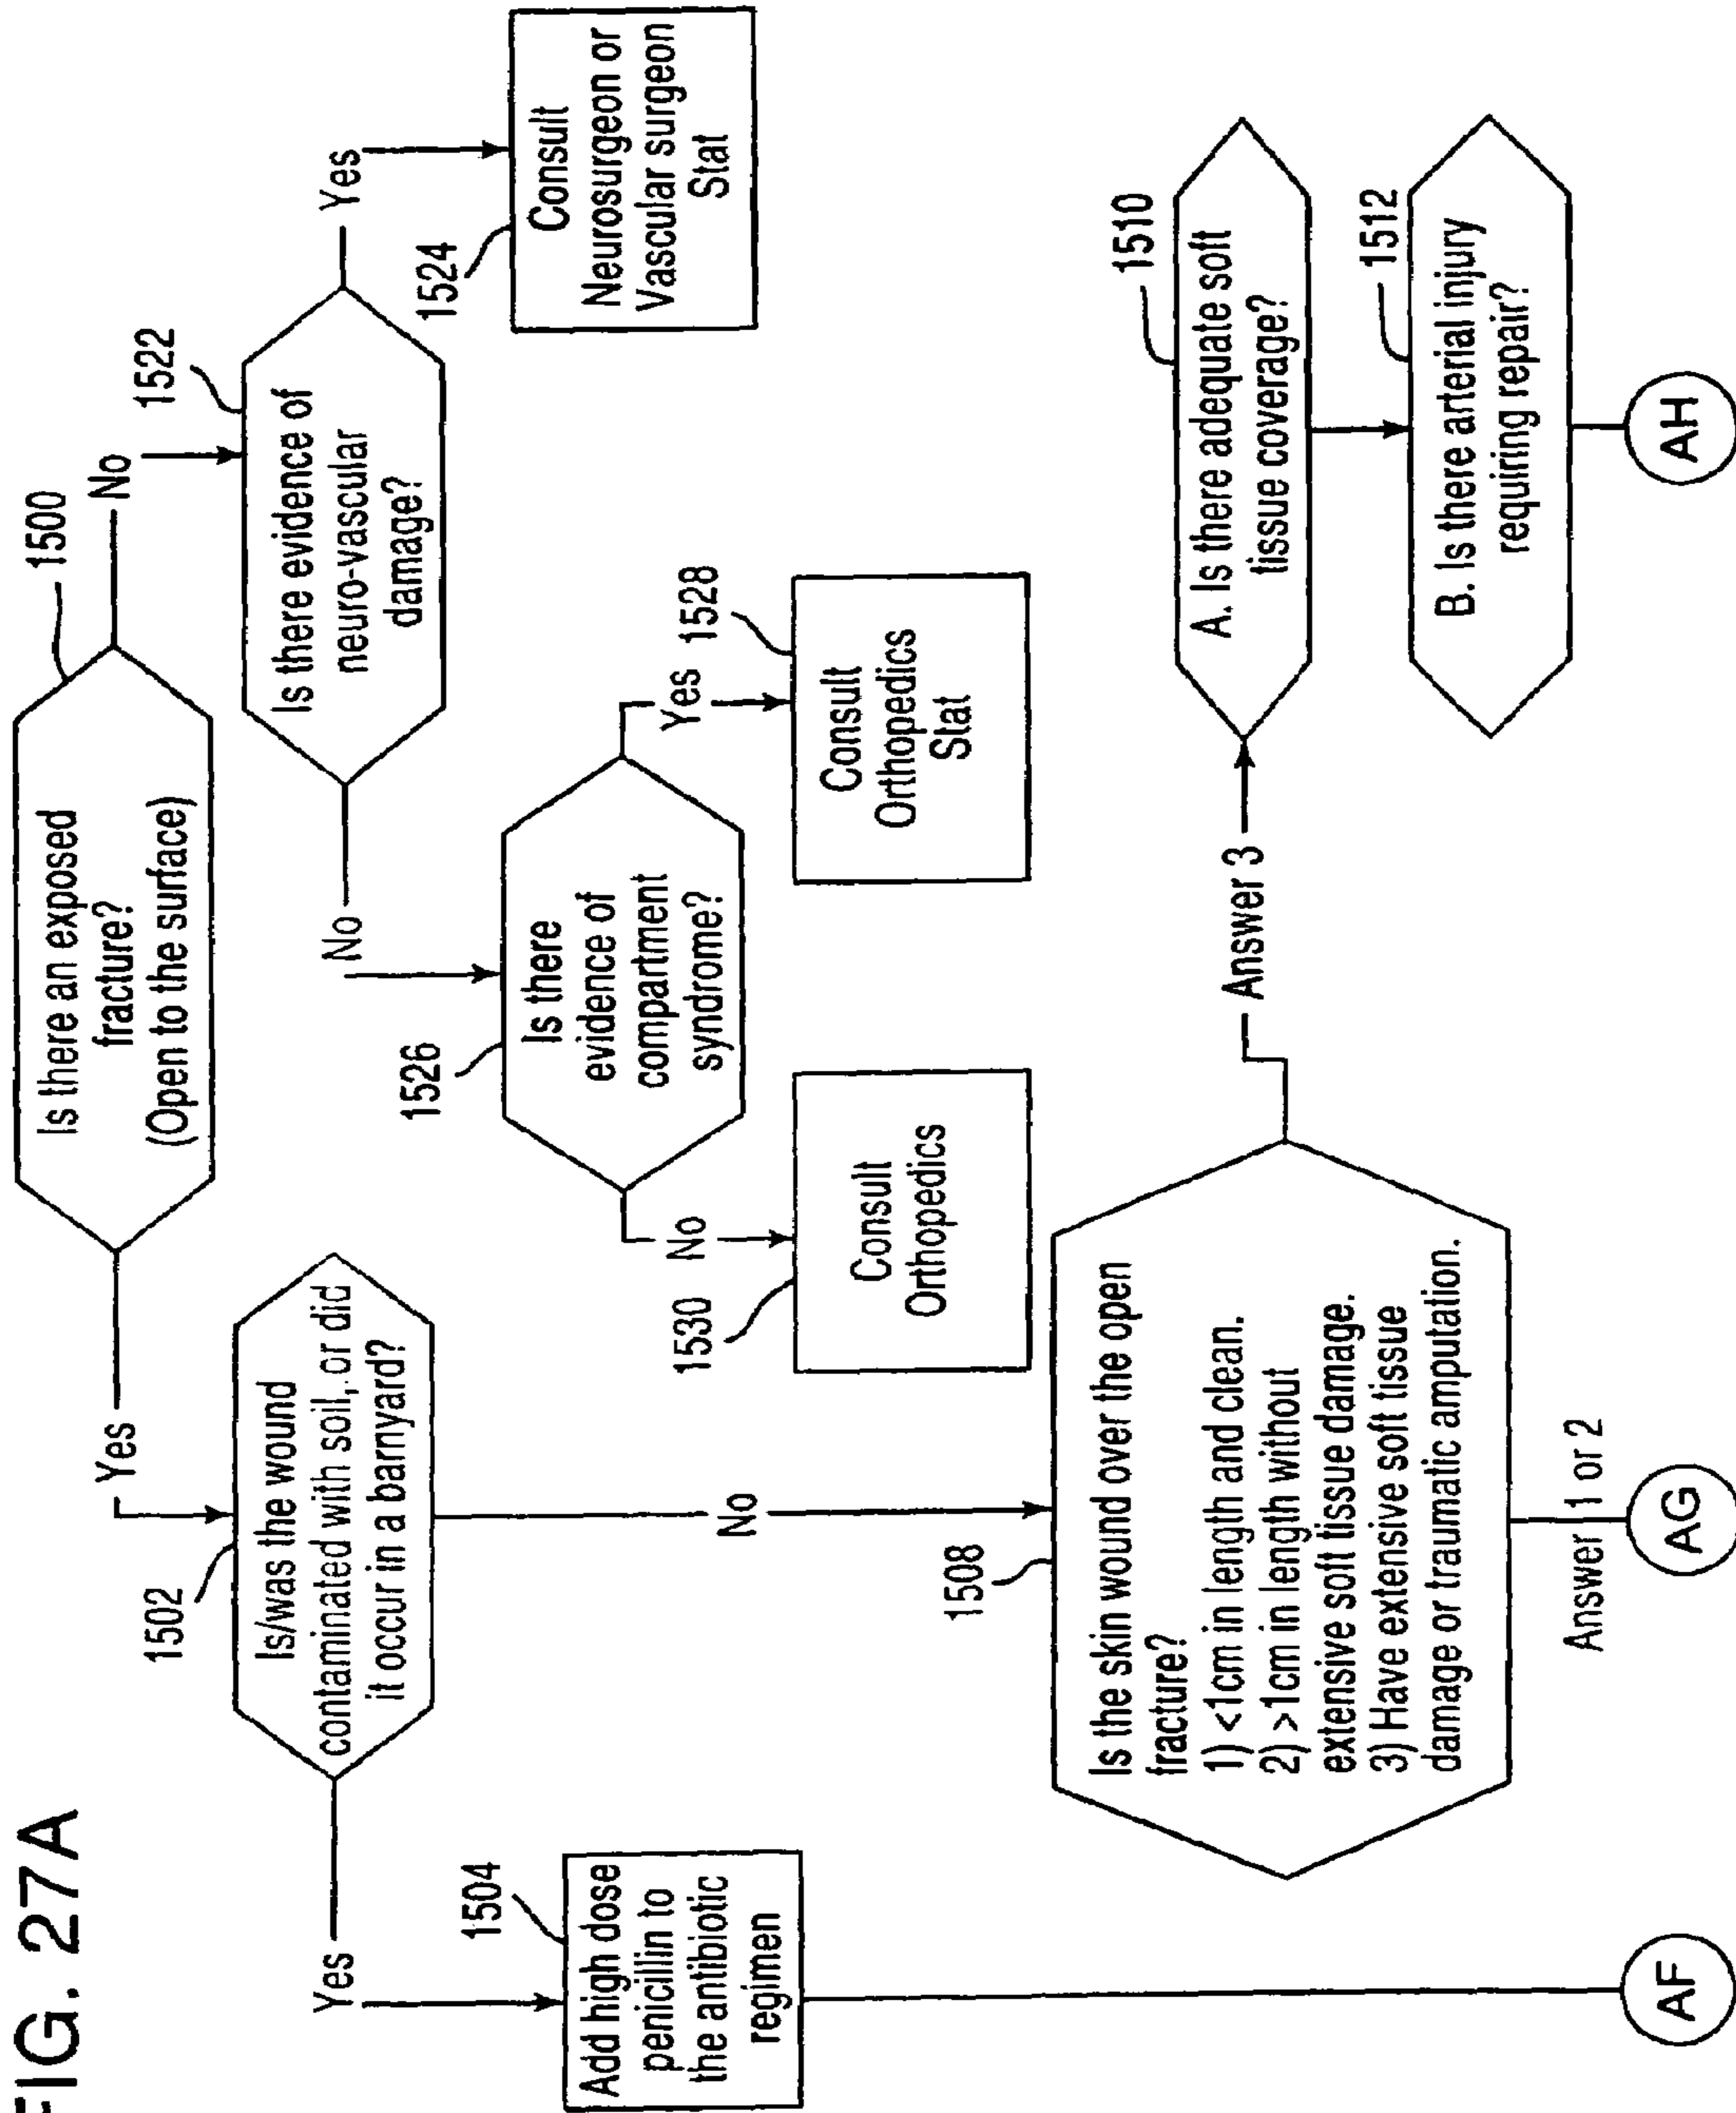 FIG. 27A
1500
Is there an exposed
fracture?
(Open to the surface)
Yes
No
1502
Is/was the wound
contaminated with soil, or did
it occur in a barnyard?
1522
Is there evidence of
neuro-vascular
damage?
Yes
No
No
Yes
1504
Add high dose
penicillin to
the antibiotic
regimen
1526
Is there
evidence of
compartment
syndrome?
1524
Consult
Neurosurgeon or
Vascular surgeon
Stat
No
Yes
1530
Consult
Orthopedics
1528
Consult
Orthopedics
Stat
1508
Is the skin wound over the open
fracture?
1) <1cm in length and clean.
2) >1cm in length without
extensive soft tissue damage.
3) Have extensive soft tissue
damage or traumatic amputation.
Answer 3
1510
A. Is there adequate soft
tissue coverage?
1512
B. Is there arterial injury
requiring repair?
Answer 1 or 2
AF
AG
AH